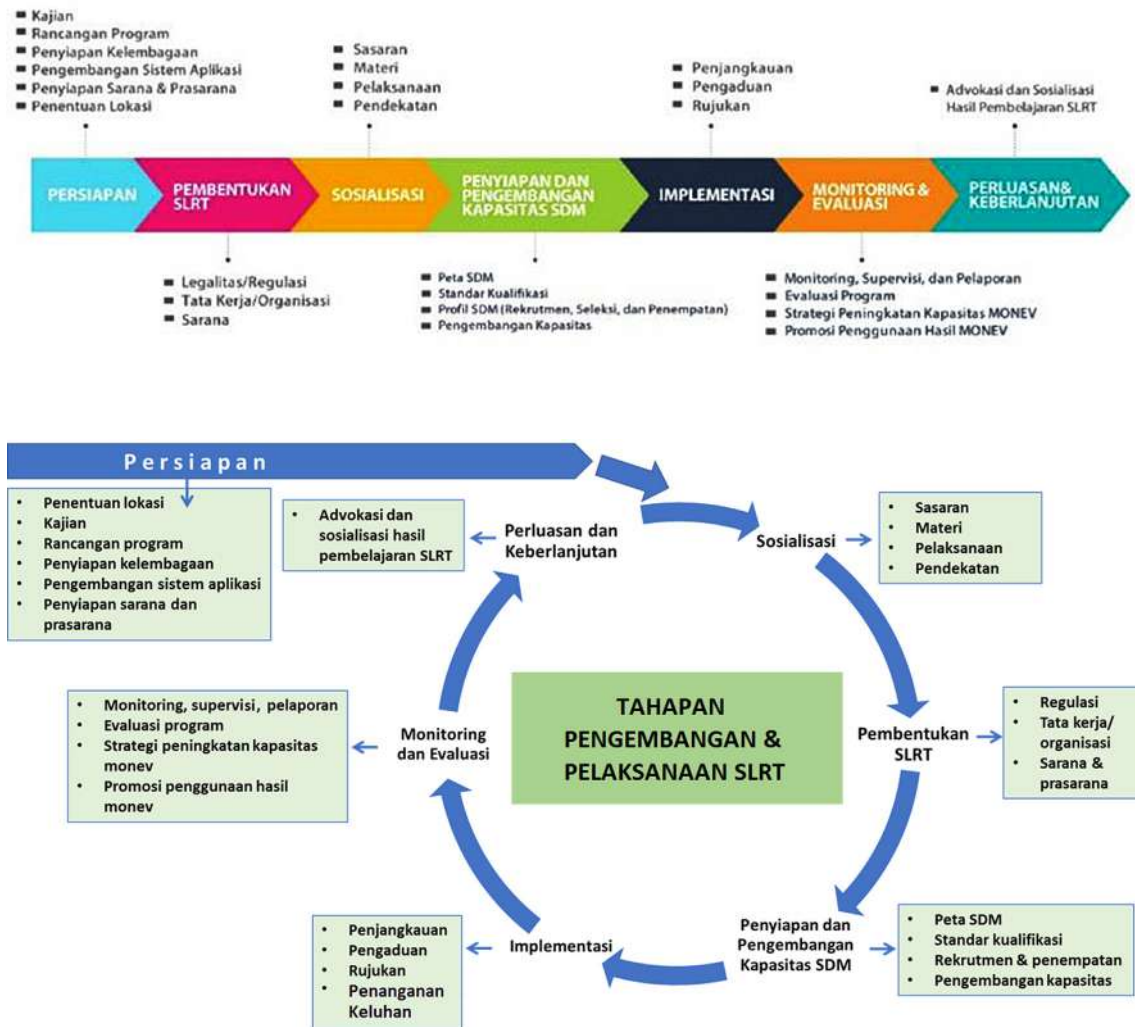 Kajian
Rancangan Program
Penyiapan Kelembagaan
Pengembangan Sistem Aplikasi
Penyiapan Sarana & Prasarana
Penentuan Lokasi
Sasaran
Materi
Pelaksanaan
Pendekatan
Penjangkauan
Pengaduan
Rujukan
Advokasi dan Sosialisasi
Hasil Pembelajaran SLRT
PERSIAPAN
PEMBENTUKAN
SLRT
SOSIALISASI
PENYIAPAN DAN
PENGEMBANGAN
KAPASITAS SDM
IMPLEMENTASI
MONITORING &
EVALUASI
PERLUASAN&
KEBERLANJUTAN
Legalitas/Regulasi
Tata Kerja/Organisasi
Sarana
Peta SDM
Standar Kualifikasi
Profil SDM (Rekrutmen, Seleksi, dan Penempatan)
Pengembangan Kapasitas
Monitoring, Supervisi, dan Pelaporan
Evaluasi Program
Strategi Peningkatan Kapasitas MONEV
Promosi Penggunaan Hasil MONEV
Persiapan
Penentuan lokasi
Kajian
Rancangan program
Penyiapan kelembagaan
Pengembangan sistem aplikasi
Penyiapan sarana dan
prasarana
Advokasi dan
sosialisasi hasil
pembelajaran SLRT
Perluasan dan
Keberlanjutan
Sosialisasi
Sasaran
Materi
Pelaksanaan
Pendekatan
Monitoring, supervisi, pelaporan
Evaluasi program
Strategi peningkatan kapasitas
monev
Promosi penggunaan hasil
monev
Monitoring
dan Evaluasi
TAHAPAN
PENGEMBANGAN &
PELAKSANAAN SLRT
Pembentukan
SLRT
Regulasi
Tata kerja/
organisasi
Sarana &
prasarana
Penjangkauan
Pengaduan
Rujukan
Penanganan
Keluhan
Implementasi
Penyiapan dan
Pengembangan
Kapasitas SDM
Peta SDM
Standar kualifikasi
Rekrutmen & penempatan
Pengembangan kapasitas